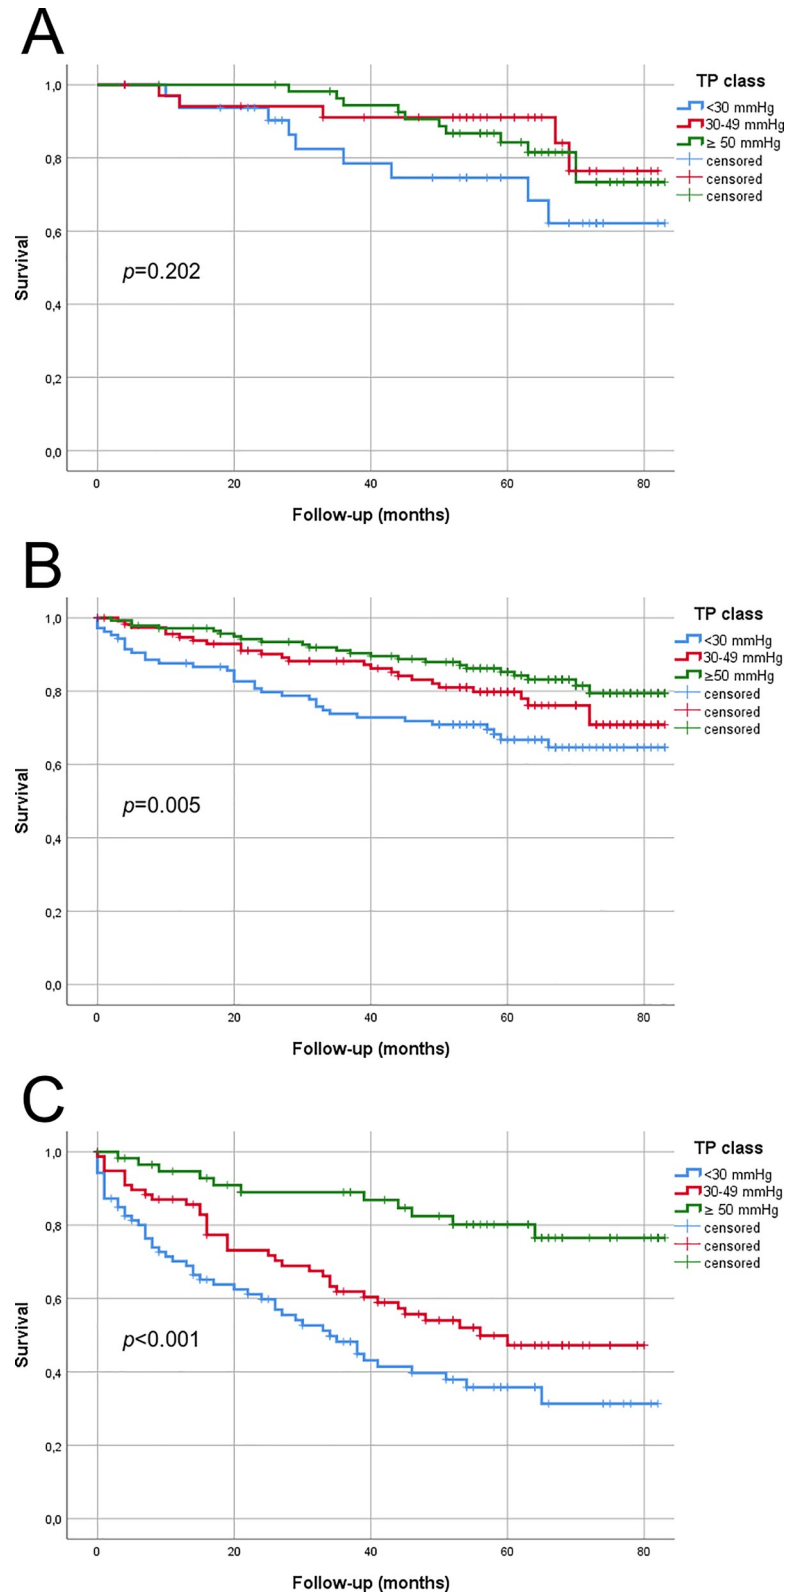 A
TP class
<30 mmHg
30-49 mmHg
≥ 50 mmHg
censored
censored
censored
1,0
0,8
0,6
0,4
0,2
0,0
Survival
p=0.202
0 20 40 60 80
Follow-up (months)
B
TP class
<30 mmHg
30-49 mmHg
≥50 mmHg
censored
censored
censored
1,0
0,8
0,6
0,4
0,2
0,0
Survival
p=0.005
0 20 40 60 80
Follow-up (months)
C
TP class
<30 mmHg
30-49 mmHg
≥ 50 mmHg
censored
censored
censored
1,0
0,8
0,6
0,4
0,2
0,0
Survival
p<0.001
0 20 40 60 80
Follow-up (months)